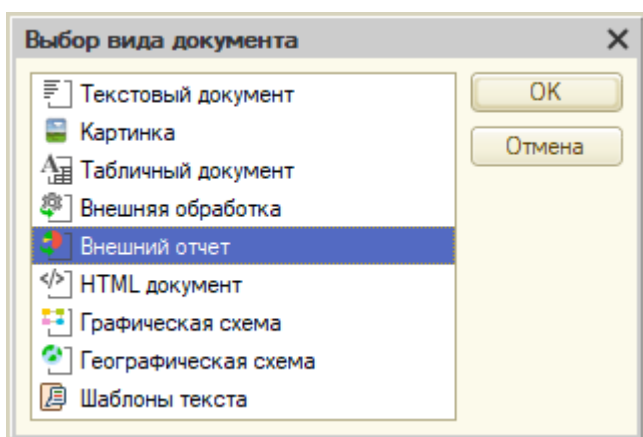 Выбор вида документа
Текстовый документ
Картинка
Табличный документ
Внешняя обработка
Внешний отчет
HTML документ
Графическая схема
Географическая схема
Шаблоны текста
OK
Отмена